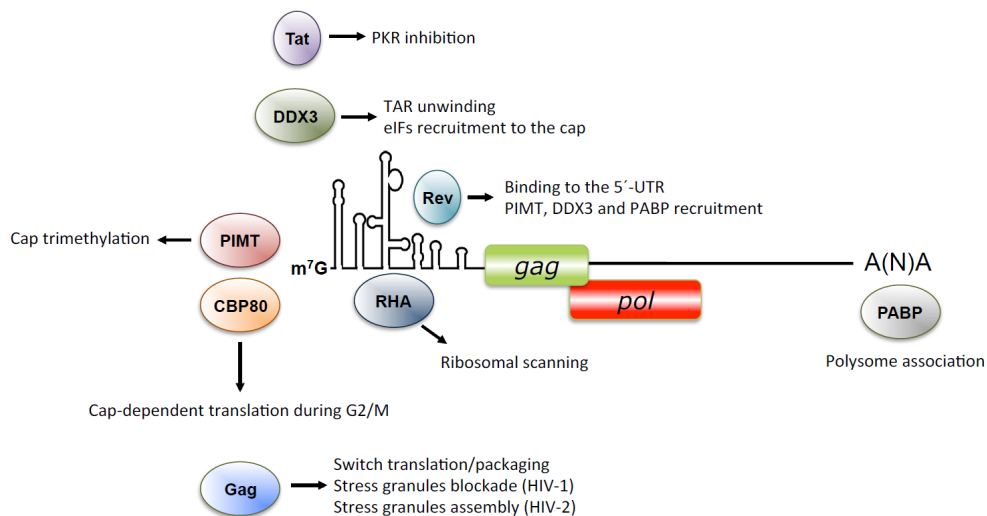 Tat
PKR inhibition
DDX3
TAR unwinding
eIFs recruitment to the cap
Rev
Binding to the 5´-UTR
PIMT, DDX3 and PABP recruitment
Cap trimethylation
PIMT
m⁷G
gag
A(N)A
CBP80
RHA
pol
PABP
Ribosomal scanning
Polysome association
Cap-dependent translation during G2/M
Gag
Switch translation/packaging
Stress granules blockade (HIV-1)
Stress granules assembly (HIV-2)